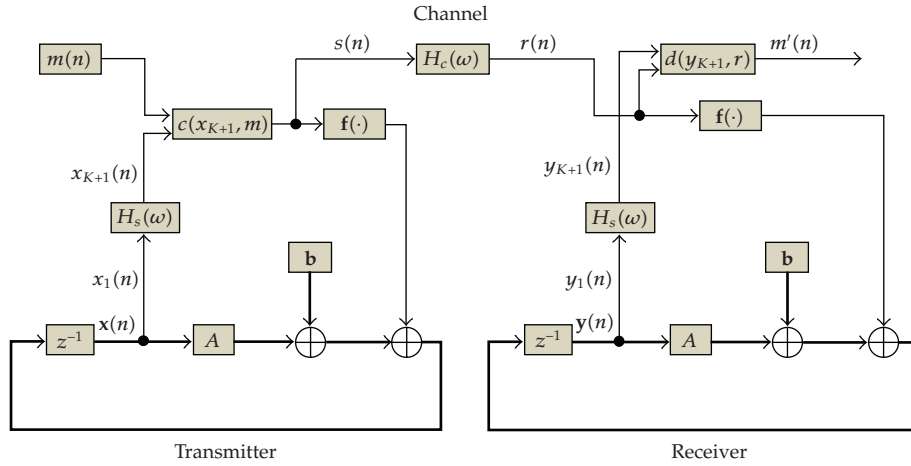 Channel
s(n)
r(n)
m′(n)
m(n)
H_c(ω)
d(y_{K+1}, r)
c(x_{K+1}, m)
f(·)
f(·)
x_{K+1}(n)
y_{K+1}(n)
H_s(ω)
H_s(ω)
x_1(n)
b
y_1(n)
b
x(n)
y(n)
z^{−1}
A
z^{−1}
A
Transmitter
Receiver